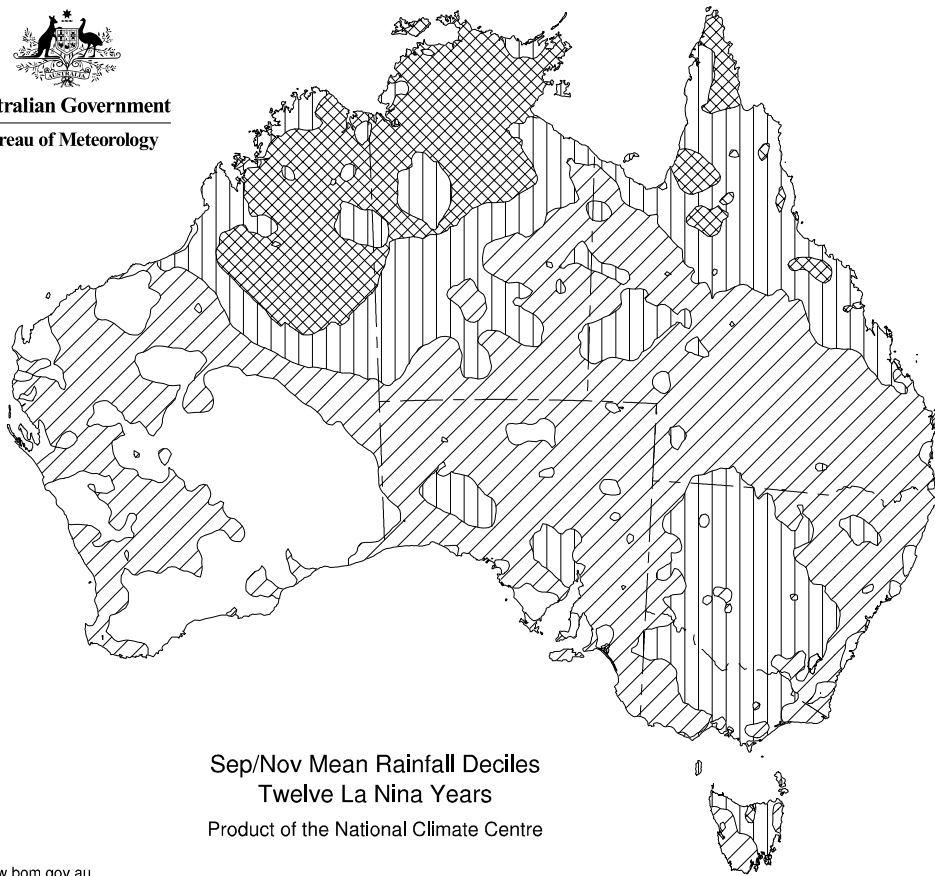 AUSTRALIA
tralian Government
reau of Meteorology
Sep/Nov Mean Rainfall Deciles
Twelve La Nina Years
Product of the National Climate Centre
w.bom.gov.au